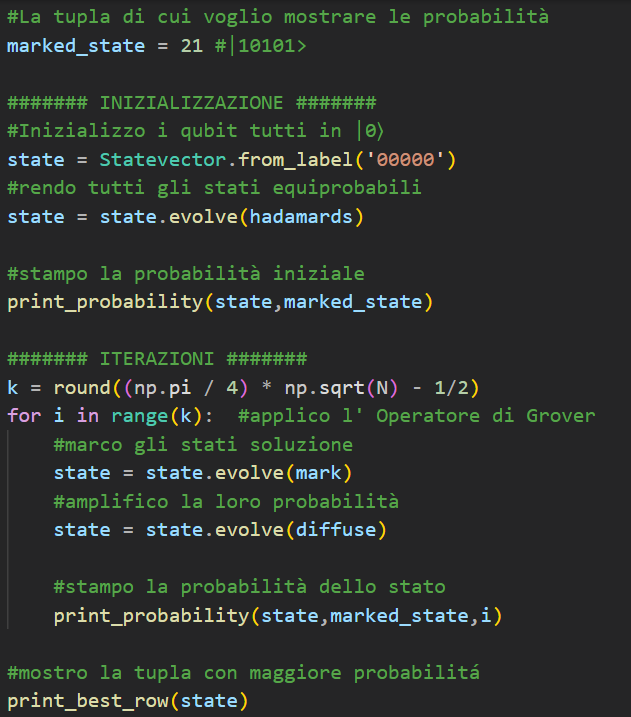 #La tupla di cui voglio mostrare le probabilità
marked_state = 21 #|10101>
####### INIZIALIZZAZIONE #######
#Inizializzo i qubit tutti in |0⟩
state = Statevector.from_label('00000')
#rendo tutti gli stati equiprobabili
state = state.evolve(hadamards)
#stampo la probabilità iniziale
print_probability(state,marked_state)
####### ITERAZIONI #######
k = round((np.pi / 4) * np.sqrt(N) - 1/2)
for i in range(k):  #applico l' Operatore di Grover
    #marco gli stati soluzione
    state = state.evolve(mark)
    #amplifico la loro probabilità
    state = state.evolve(diffuse)
    #stampo la probabilità dello stato
    print_probability(state,marked_state,i)
#mostro la tupla con maggiore probabilitá
print_best_row(state)